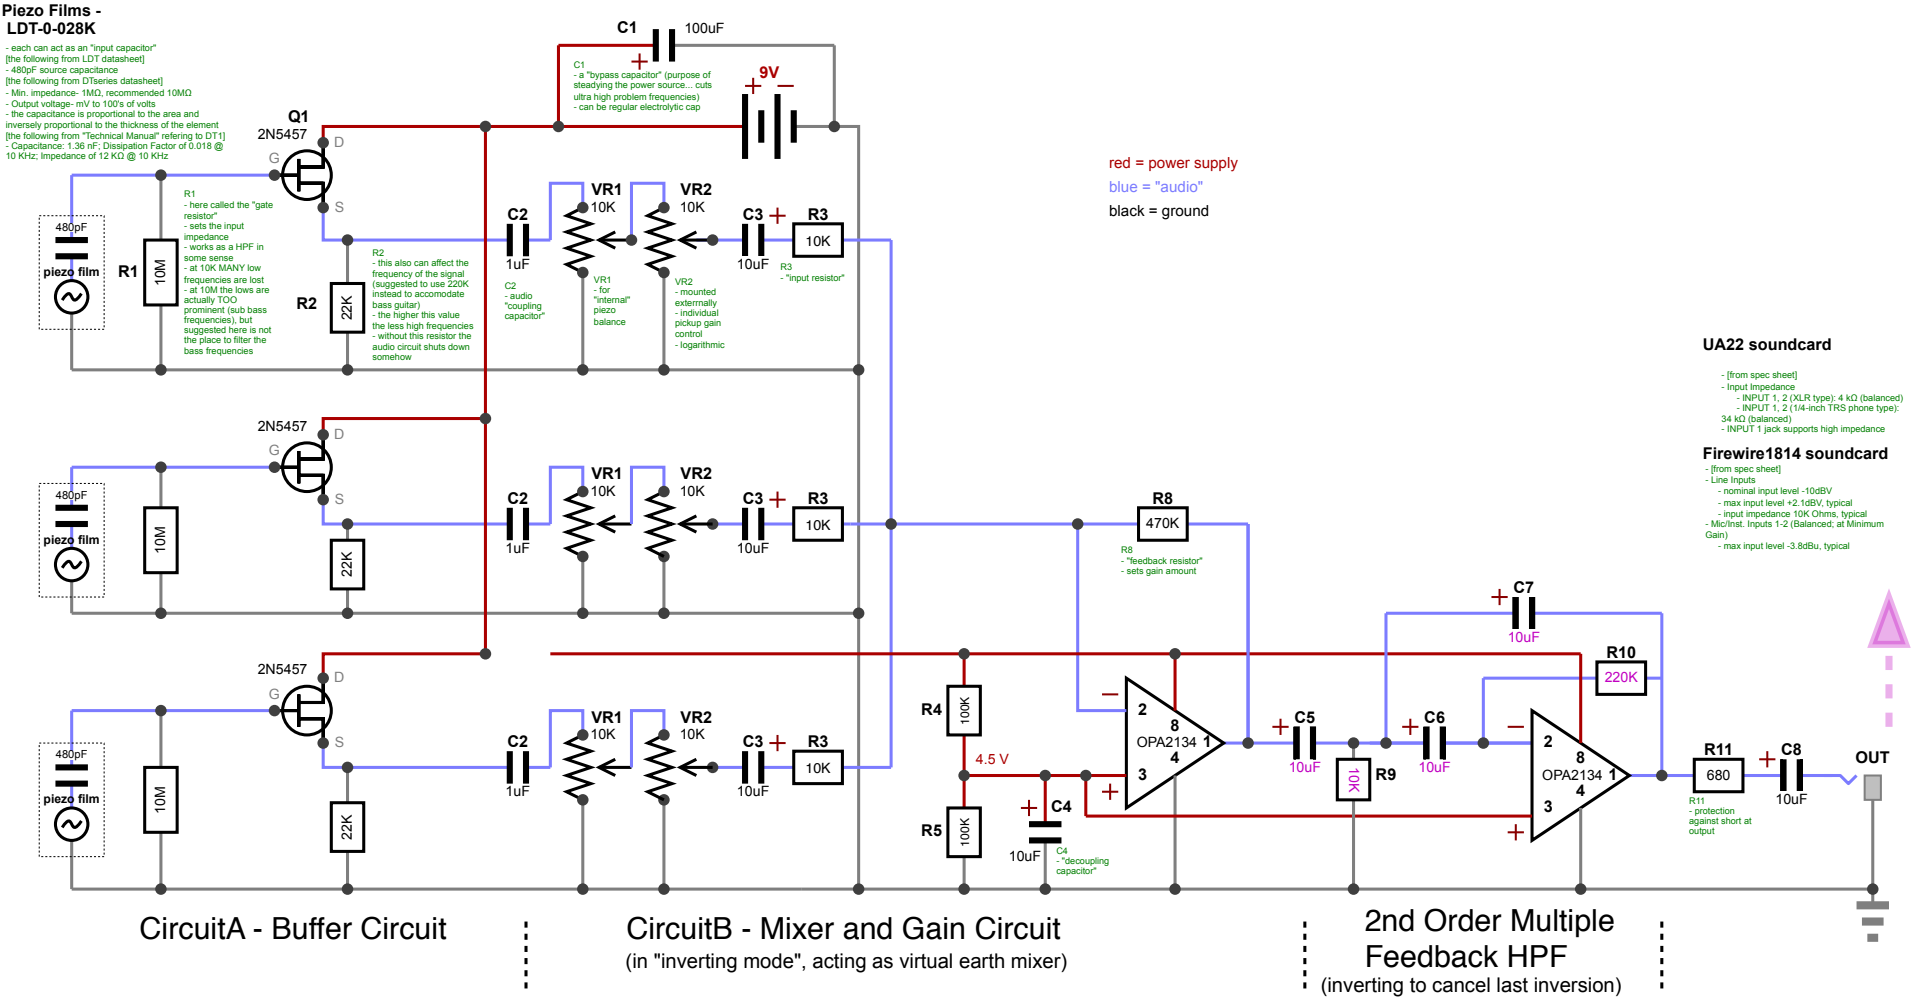 Piezo Films -
LDT-0-028K
- each can act as an "input capacitor"
[the following from LDT datasheet]
- 480pF source capacitance
[the following from DTseries datasheet]
- Min. impedance- 1MΩ, recommended 10MΩ
- Output voltage- mV to 100's of volts
- the capacitance is proportional to the area and
inversely proportional to the thickness of the element
[the following from "Technical Manual" refering to DT1]
- Capacitance: 1.36 nF; Dissipation Factor of 0.018 @
10 KHz; Impedance of 12 KΩ @ 10 KHz
C1
100uF
+
C1
- a "bypass capacitor" (purpose of
steadying the power source... cuts
ultra high problem frequencies)
- can be regular electrolytic cap
9V
+ −
Q1
2N5457
D
G
S
480pF
piezo film
R1
10M
R1
- here called the "gate
resistor"
- sets the input
impedance
- works as a HPF in
some sense
- at 10K MANY low
frequencies are lost
- at 10M the lows are
actually TOO
prominent (sub bass
frequencies), but
suggested here is not
the place to filter the
bass frequencies
R2
22K
R2
- this also can affect the
frequency of the signal
(suggested to use 220K
instead to accomodate
bass guitar)
- the higher this value
the less high frequencies
- without this resistor the
audio circuit shuts down
somehow
C2
1uF
C2
- audio
"coupling
capacitor"
VR1
10K
VR1
- for
"internal"
piezo
balance
VR2
10K
VR2
- mounted
exterrnally
- individual
pickup gain
control
- logarithmic
C3 +
10uF
R3
10K
R3
- "input resistor"
red = power supply
blue = "audio"
black = ground
2N5457
D
G
S
480pF
piezo film
10M
22K
C2
1uF
VR1
10K
VR2
10K
C3 +
10uF
R3
10K
2N5457
D
G
S
480pF
piezo film
10M
22K
C2
1uF
VR1
10K
VR2
10K
C3 +
10uF
R3
10K
R8
470K
R8
- "feedback resistor"
- sets gain amount
R4
100K
4.5 V
R5
100K
+ C4
10uF
C4
- "decoupling
capacitor"
−
2
8
OPA2134 1
4
3
+
+ C5
10uF
10K
R9
+ C6
10uF
+ C7
10uF
R10
220K
−
2
8
OPA2134 1
4
3
+
R11
680
R11
- protection
against short at
output
+ C8
10uF
OUT
UA22 soundcard
- [from spec sheet]
- Input Impedance
- INPUT 1, 2 (XLR type): 4 kΩ (balanced)
- INPUT 1, 2 (1/4-inch TRS phone type):
34 kΩ (balanced)
- INPUT 1 jack supports high impedance
Firewire1814 soundcard
- [from spec sheet]
- Line Inputs
- nominal input level -10dBV
- max input level +2.1dBV, typical
- input impedance 10K Ohms, typical
- Mic/Inst. Inputs 1-2 (Balanced; at Minimum
Gain)
- max input level -3.8dBu, typical
CircuitA - Buffer Circuit
CircuitB - Mixer and Gain Circuit
(in "inverting mode", acting as virtual earth mixer)
2nd Order Multiple
Feedback HPF
(inverting to cancel last inversion)